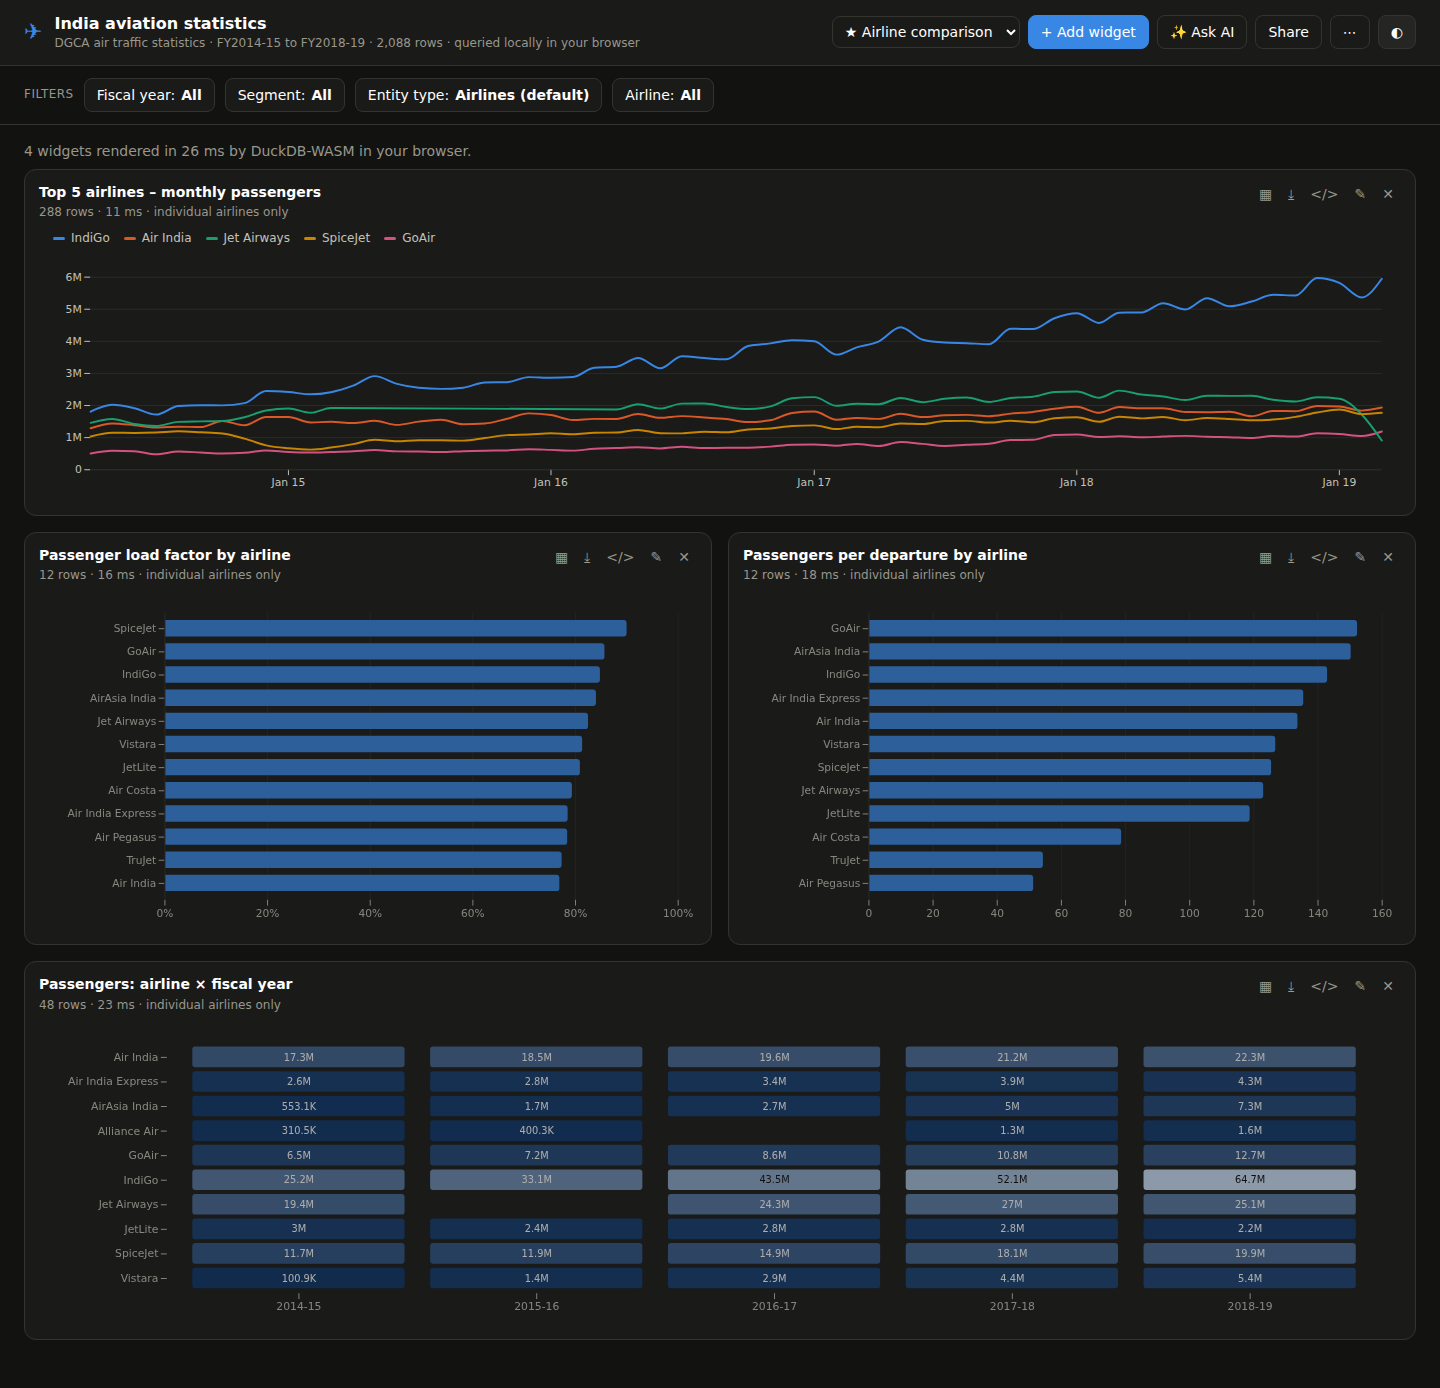 India aviation statistics
DGCA air traffic statistics · FY2014-15 to FY2018-19 · 2,088 rows · queried locally in your browser
★ Airline comparison
+ Add widget
✨ Ask AI
Share
⋯
FILTERS
Fiscal year: All
Segment: All
Entity type: Airlines (default)
Airline: All
4 widgets rendered in 26 ms by DuckDB-WASM in your browser.
Top 5 airlines – monthly passengers
</>
288 rows · 11 ms · individual airlines only
IndiGo Air India Jet Airways SpiceJet GoAir
6M
5M
4M
3M
2M
1M
0
Jan 15 Jan 16 Jan 17 Jan 18 Jan 19
Passenger load factor by airline
</>
12 rows · 16 ms · individual airlines only
SpiceJet
GoAir
IndiGo
AirAsia India
Jet Airways
Vistara
JetLite
Air Costa
Air India Express
Air Pegasus
TruJet
Air India
0% 20% 40% 60% 80% 100%
Passengers per departure by airline
</>
12 rows · 18 ms · individual airlines only
GoAir
AirAsia India
IndiGo
Air India Express
Air India
Vistara
SpiceJet
Jet Airways
JetLite
Air Costa
TruJet
Air Pegasus
0 20 40 60 80 100 120 140 160
Passengers: airline × fiscal year
</>
48 rows · 23 ms · individual airlines only
Air India 17.3M 18.5M 19.6M 21.2M 22.3M
Air India Express 2.6M 2.8M 3.4M 3.9M 4.3M
AirAsia India 553.1K 1.7M 2.7M 5M 7.3M
Alliance Air 310.5K 400.3K 1.3M 1.6M
GoAir 6.5M 7.2M 8.6M 10.8M 12.7M
IndiGo 25.2M 33.1M 43.5M 52.1M 64.7M
Jet Airways 19.4M 24.3M 27M 25.1M
JetLite 3M 2.4M 2.8M 2.8M 2.2M
SpiceJet 11.7M 11.9M 14.9M 18.1M 19.9M
Vistara 100.9K 1.4M 2.9M 4.4M 5.4M
2014-15 2015-16 2016-17 2017-18 2018-19